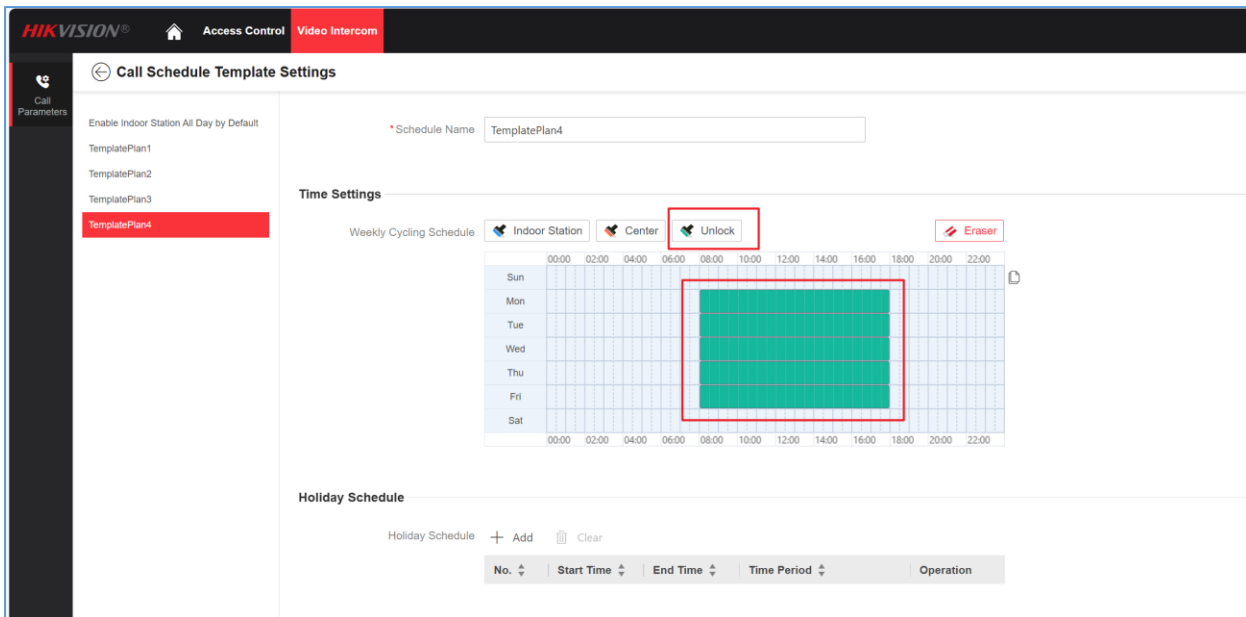 HIKVISION® Access Control Video Intercom
Call Parameters
Call Schedule Template Settings
Enable Indoor Station All Day by Default
TemplatePlan1
TemplatePlan2
TemplatePlan3
TemplatePlan4
*Schedule Name TemplatePlan4
Time Settings
Weekly Cycling Schedule Indoor Station Center Unlock Eraser
00:00 02:00 04:00 06:00 08:00 10:00 12:00 14:00 16:00 18:00 20:00 22:00
Sun
Mon
Tue
Wed
Thu
Fri
Sat
00:00 02:00 04:00 06:00 08:00 10:00 12:00 14:00 16:00 18:00 20:00 22:00
Holiday Schedule
Holiday Schedule + Add Clear
No. Start Time End Time Time Period Operation